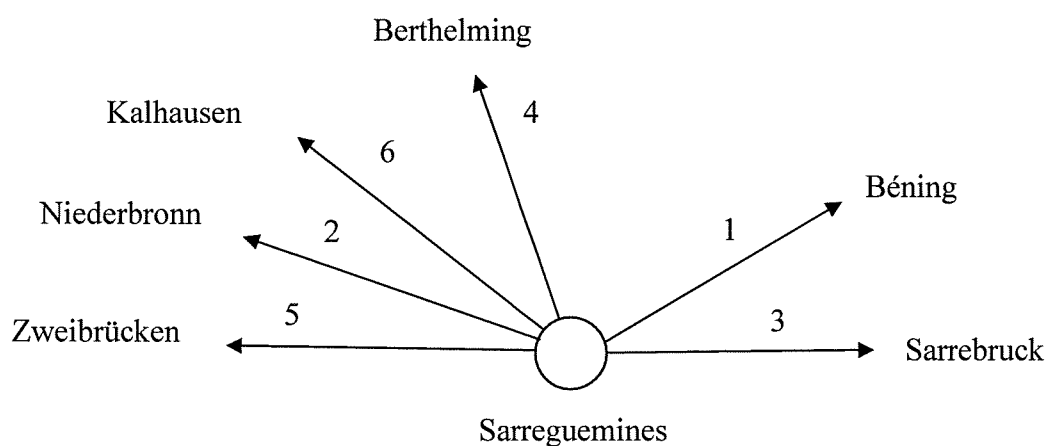 Berthelming
Kalhausen
4
6
Béning
Niederbronn
2
1
Zweibrücken
5
3
Sarrebruck
Sarreguemines